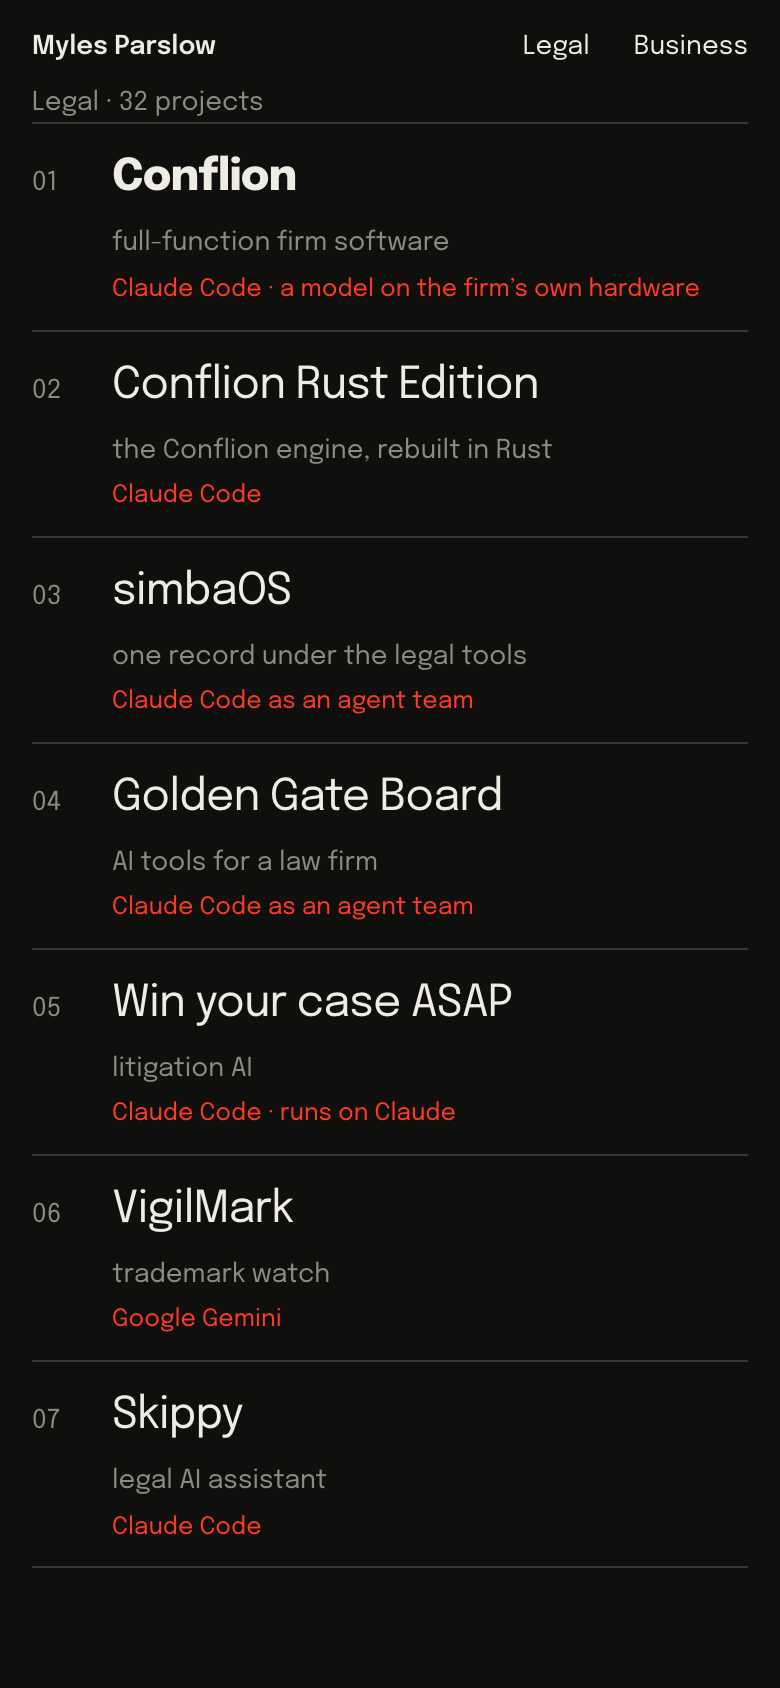 Myles Parslow
Legal
Business
Legal · 32 projects
01
Conflion
full-function firm software
Claude Code · a model on the firm’s own hardware
02
Conflion Rust Edition
the Conflion engine, rebuilt in Rust
Claude Code
03
simbaOS
one record under the legal tools
Claude Code as an agent team
04
Golden Gate Board
AI tools for a law firm
Claude Code as an agent team
05
Win your case ASAP
litigation AI
Claude Code · runs on Claude
06
VigilMark
trademark watch
Google Gemini
07
Skippy
legal AI assistant
Claude Code